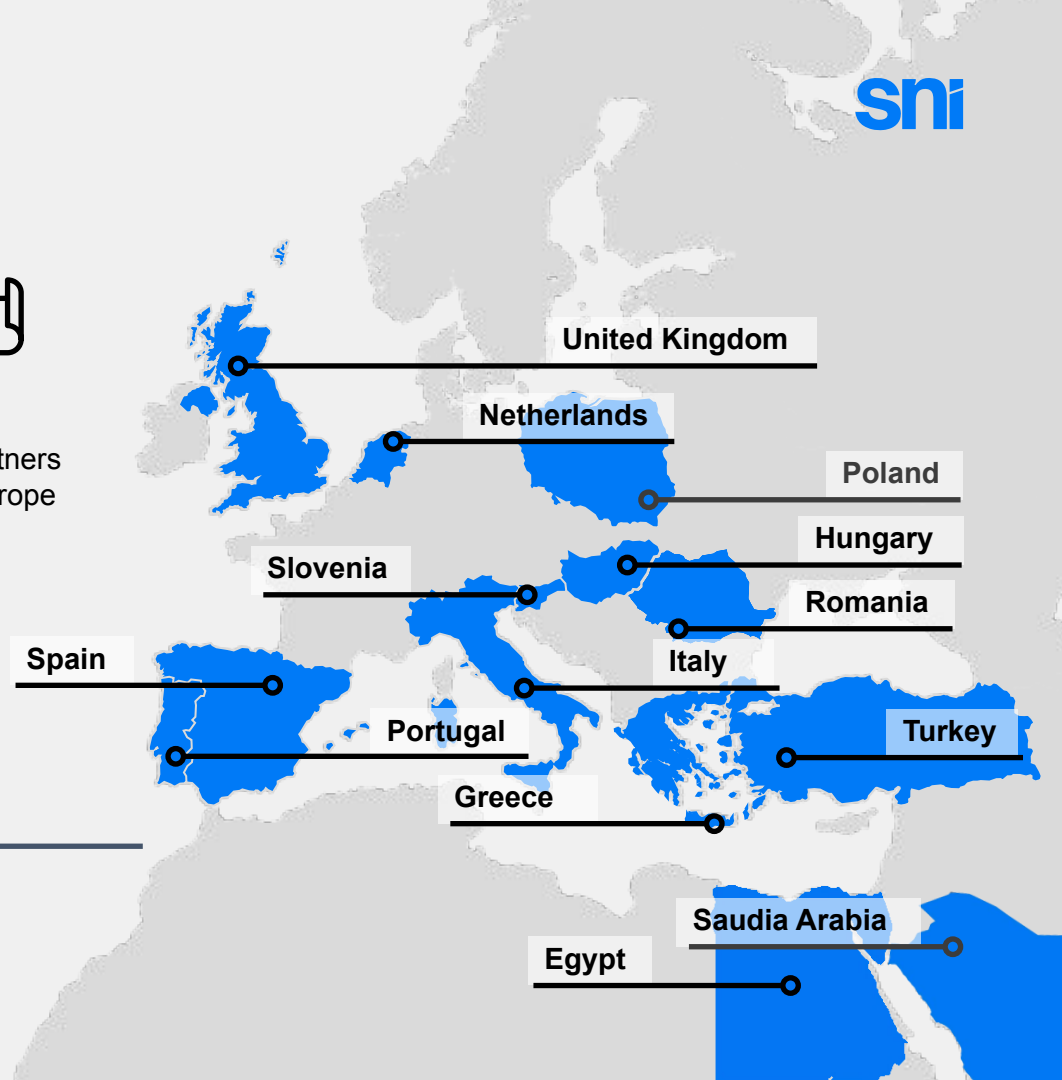 sni
United Kingdom
Netherlands
Poland
Hungary
Slovenia
Romania
Spain
Italy
Portugal
Turkey
Greece
Saudia Arabia
Egypt